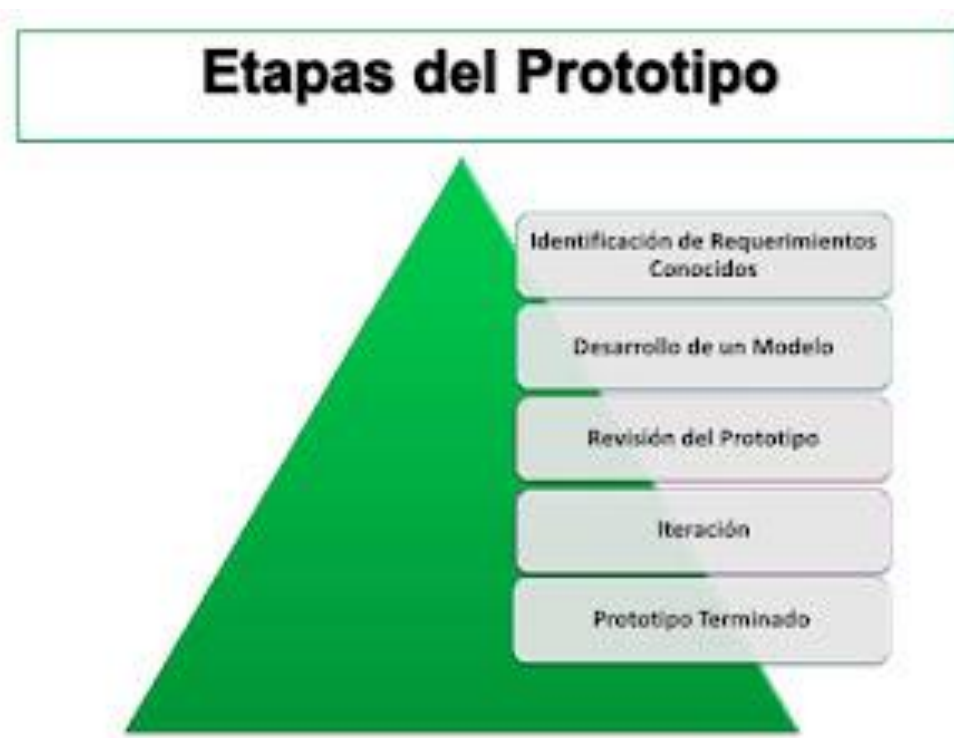 Etapas del Prototipo
Identificación de Requerimientos
Conocidos
Desarrollo de un Modelo
Revisión del Prototipo
Iteración
Prototipo Terminado